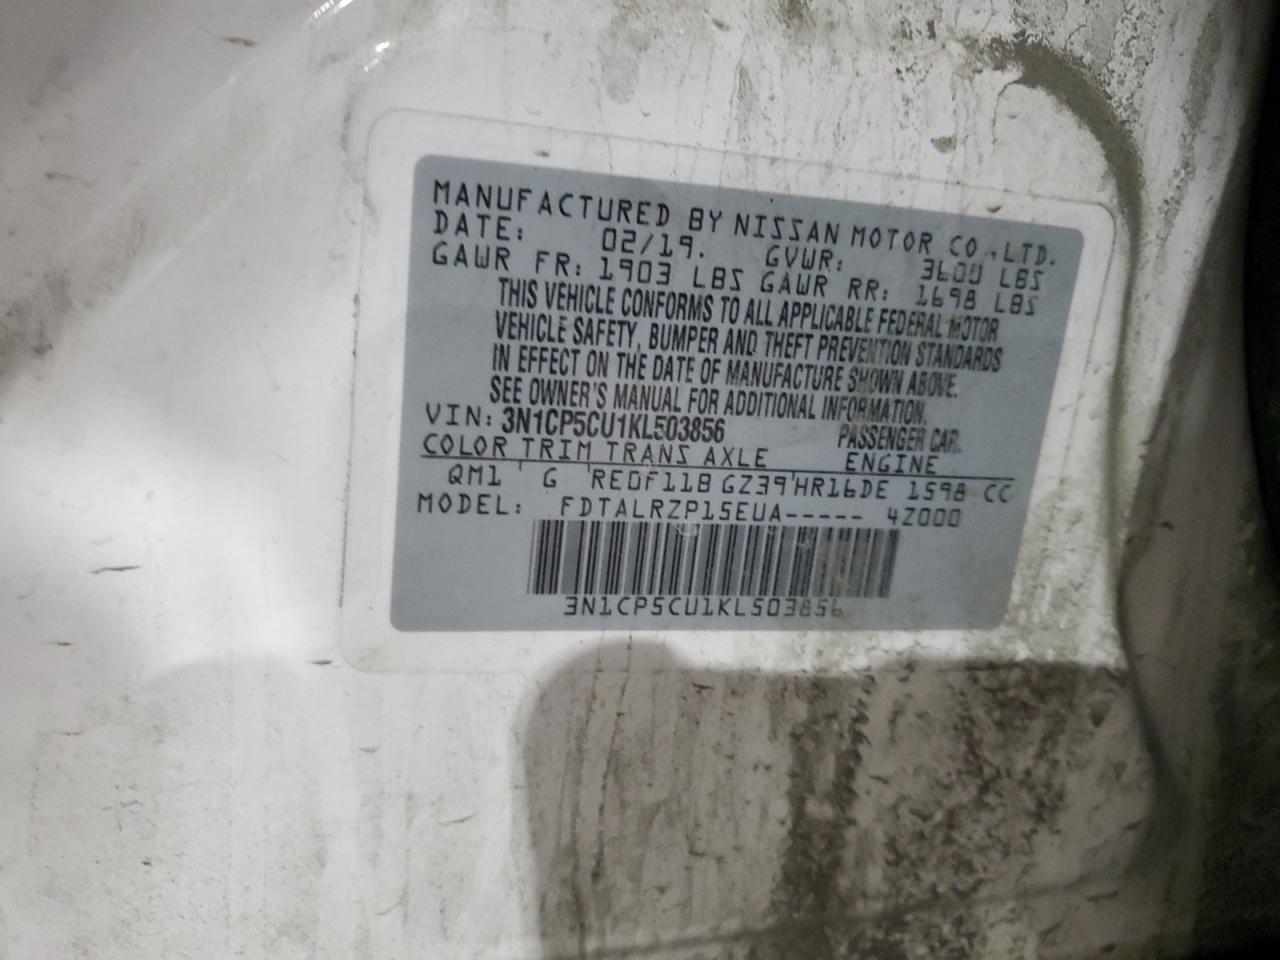 MANUFACTURED BY NISSAN MOTOR CO.,LTD.
DATE: 02/19. GVWR: 3600 LBS
GAWR FR: 1903 LBS GAWR RR: 1698 LBS
THIS VEHICLE CONFORMS TO ALL APPLICABLE FEDERAL MOTOR
VEHICLE SAFETY, BUMPER AND THEFT PREVENTION STANDARDS
IN EFFECT ON THE DATE OF MANUFACTURE SHOWN ABOVE.
SEE OWNER'S MANUAL FOR ADDITIONAL INFORMATION.
VIN: 3N1CP5CU1KL503856 PASSENGER CAR.
COLOR TRIM TRANS AXLE ENGINE
QM1 G RE0F11B GZ39 HR16DE 1598 CC
MODEL: FDTALRZP15EUA----- 4Z000
3N1CP5CU1KL503856